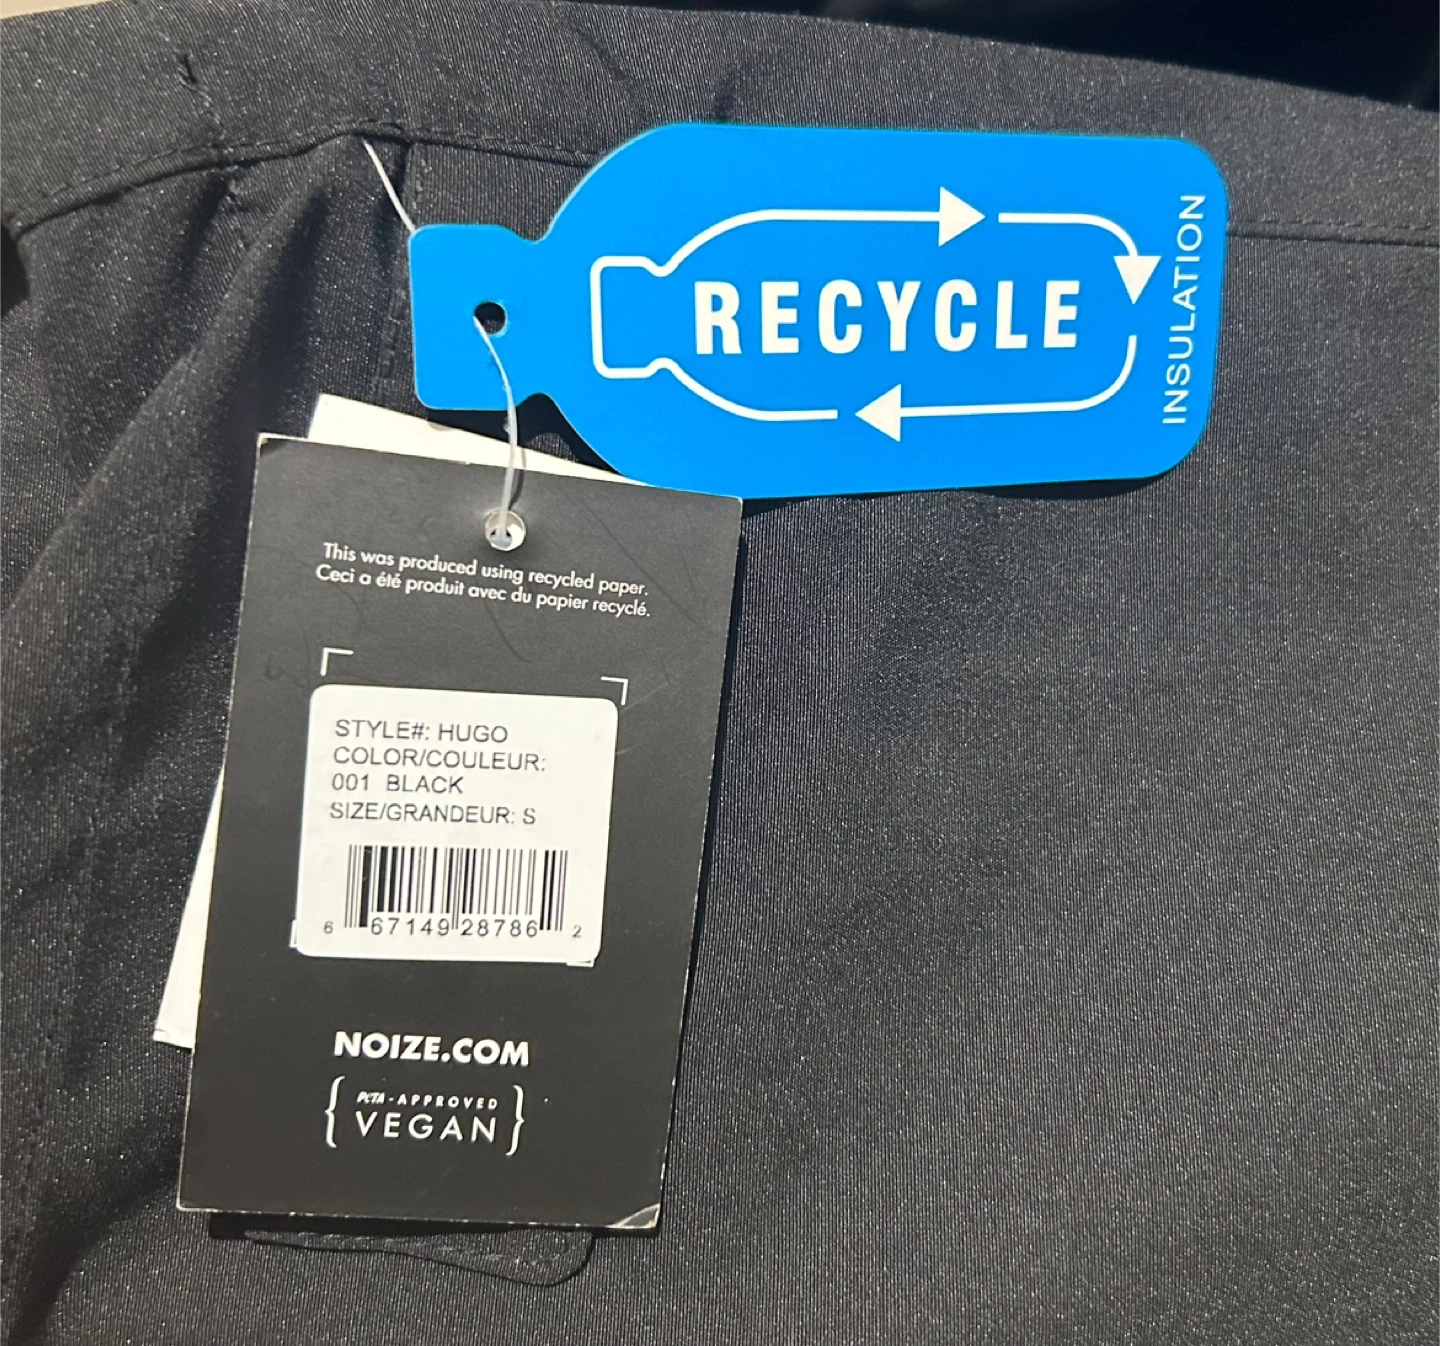 RECYCLE
INSULATION
This was produced using recycled paper.
Ceci a été produit avec du papier recyclé.
STYLE#: HUGO
COLOR/COULEUR:
001 BLACK
SIZE/GRANDEUR: S
6 67149 28786 2
NOIZE.COM
PETA-APPROVED
VEGAN